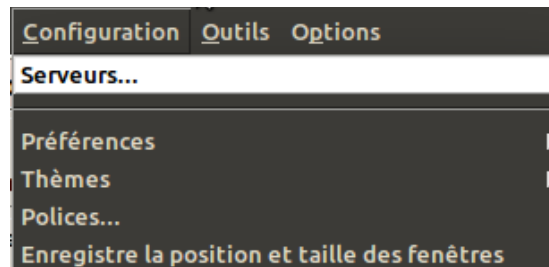 Configuration Outils Options
Serveurs...
Préférences
Thèmes
Polices...
Enregistre la position et taille des fenêtres